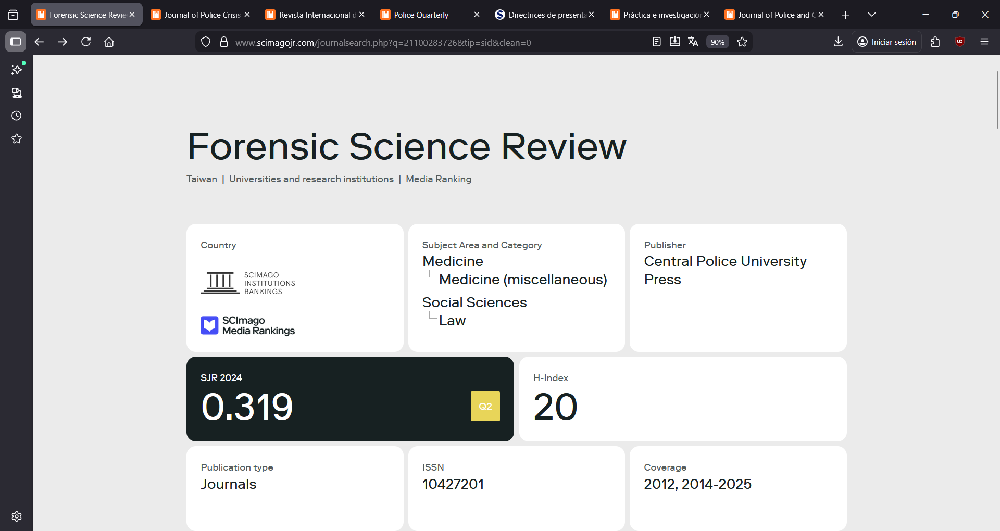 Forensic Science Revie
Journal of Police Crisis
Revista Internacional d
Police Quarterly
Directrices de presenta
Práctica e investigación
Journal of Police and C
www.scimagojr.com/journalsearch.php?q=21100283726&tip=sid&clean=0
90%
Iniciar sesión
Forensic Science Review
Taiwan | Universities and research institutions | Media Ranking
Country
SCIMAGO
INSTITUTIONS
RANKINGS
SCImago
Media Rankings
Subject Area and Category
Medicine
Medicine (miscellaneous)
Social Sciences
Law
Publisher
Central Police University
Press
SJR 2024
0.319
Q2
H-Index
20
Publication type
Journals
ISSN
10427201
Coverage
2012, 2014-2025